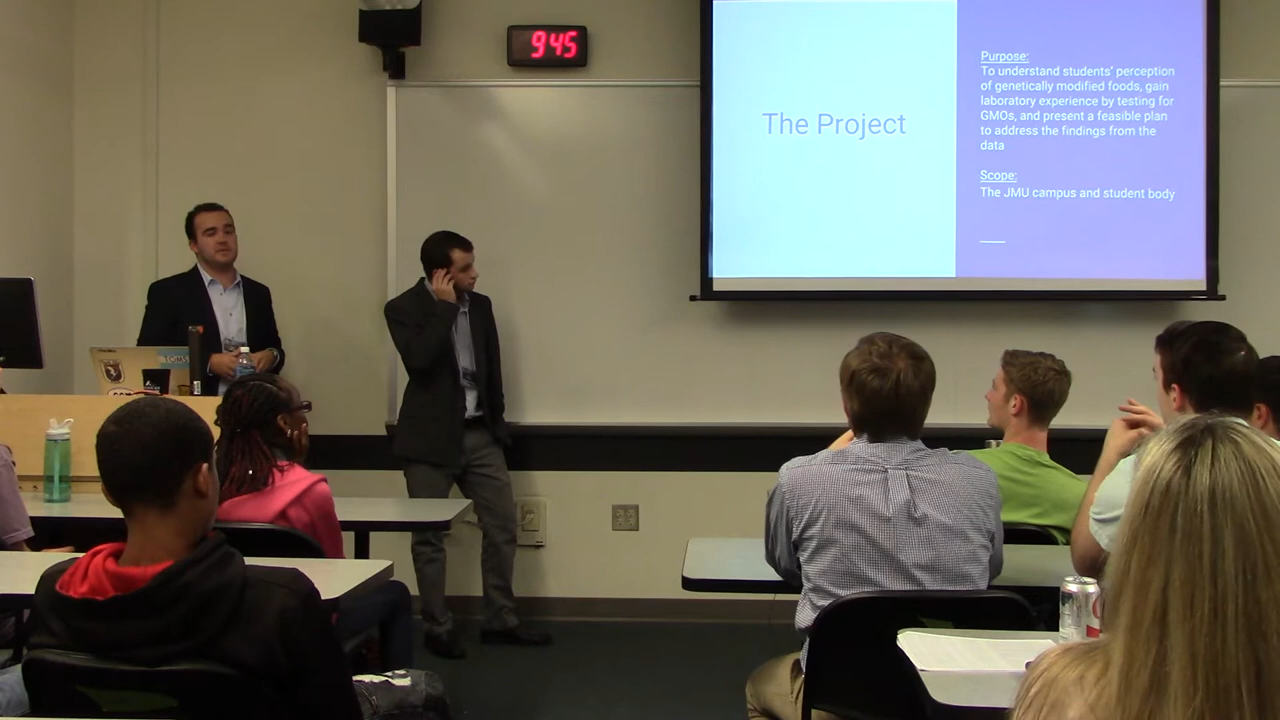 945
The Project
Purpose:
To understand students' perception
of genetically modified foods, gain
laboratory experience by testing for
GMOs, and present a feasible plan
to address the findings from the
data
Scope:
The JMU campus and student body
TOMS